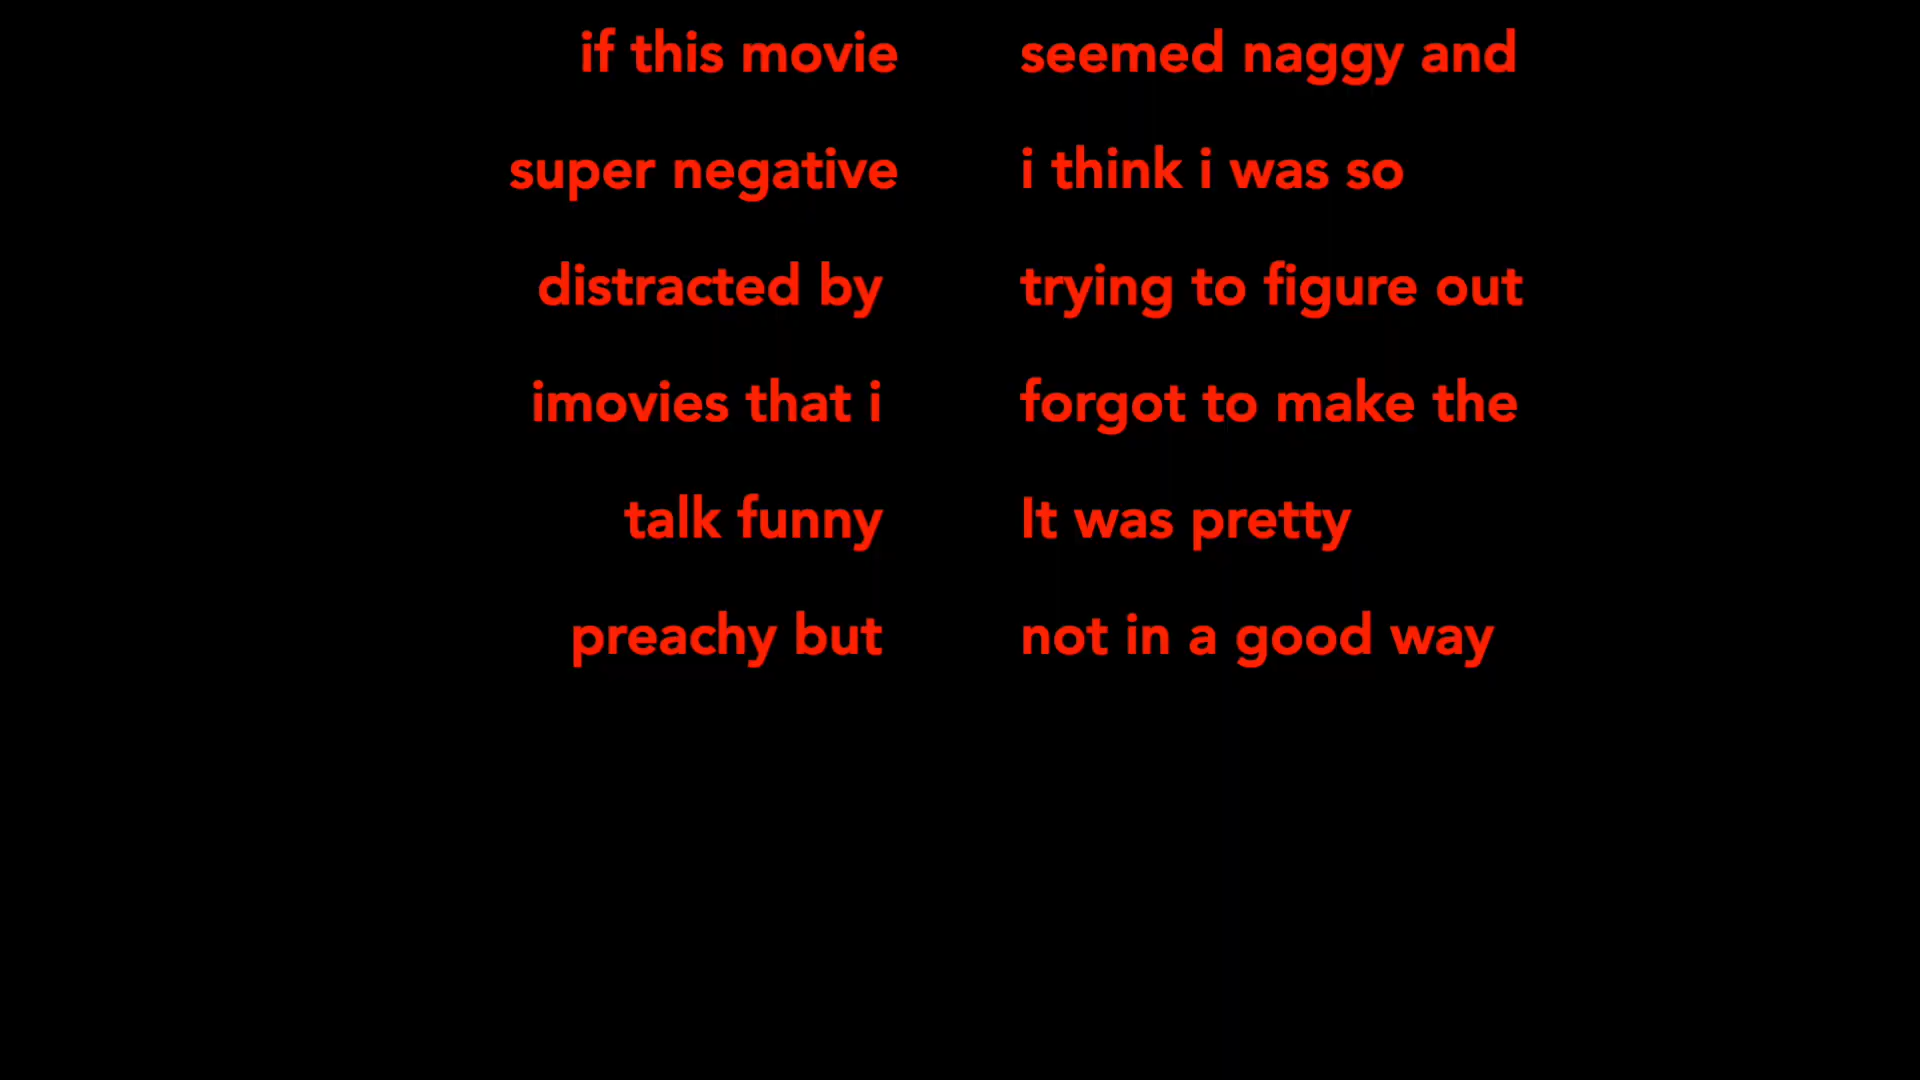 if this movie seemed naggy and
super negative i think i was so
distracted by trying to figure out
imovies that i forgot to make the
talk funny It was pretty
preachy but not in a good way